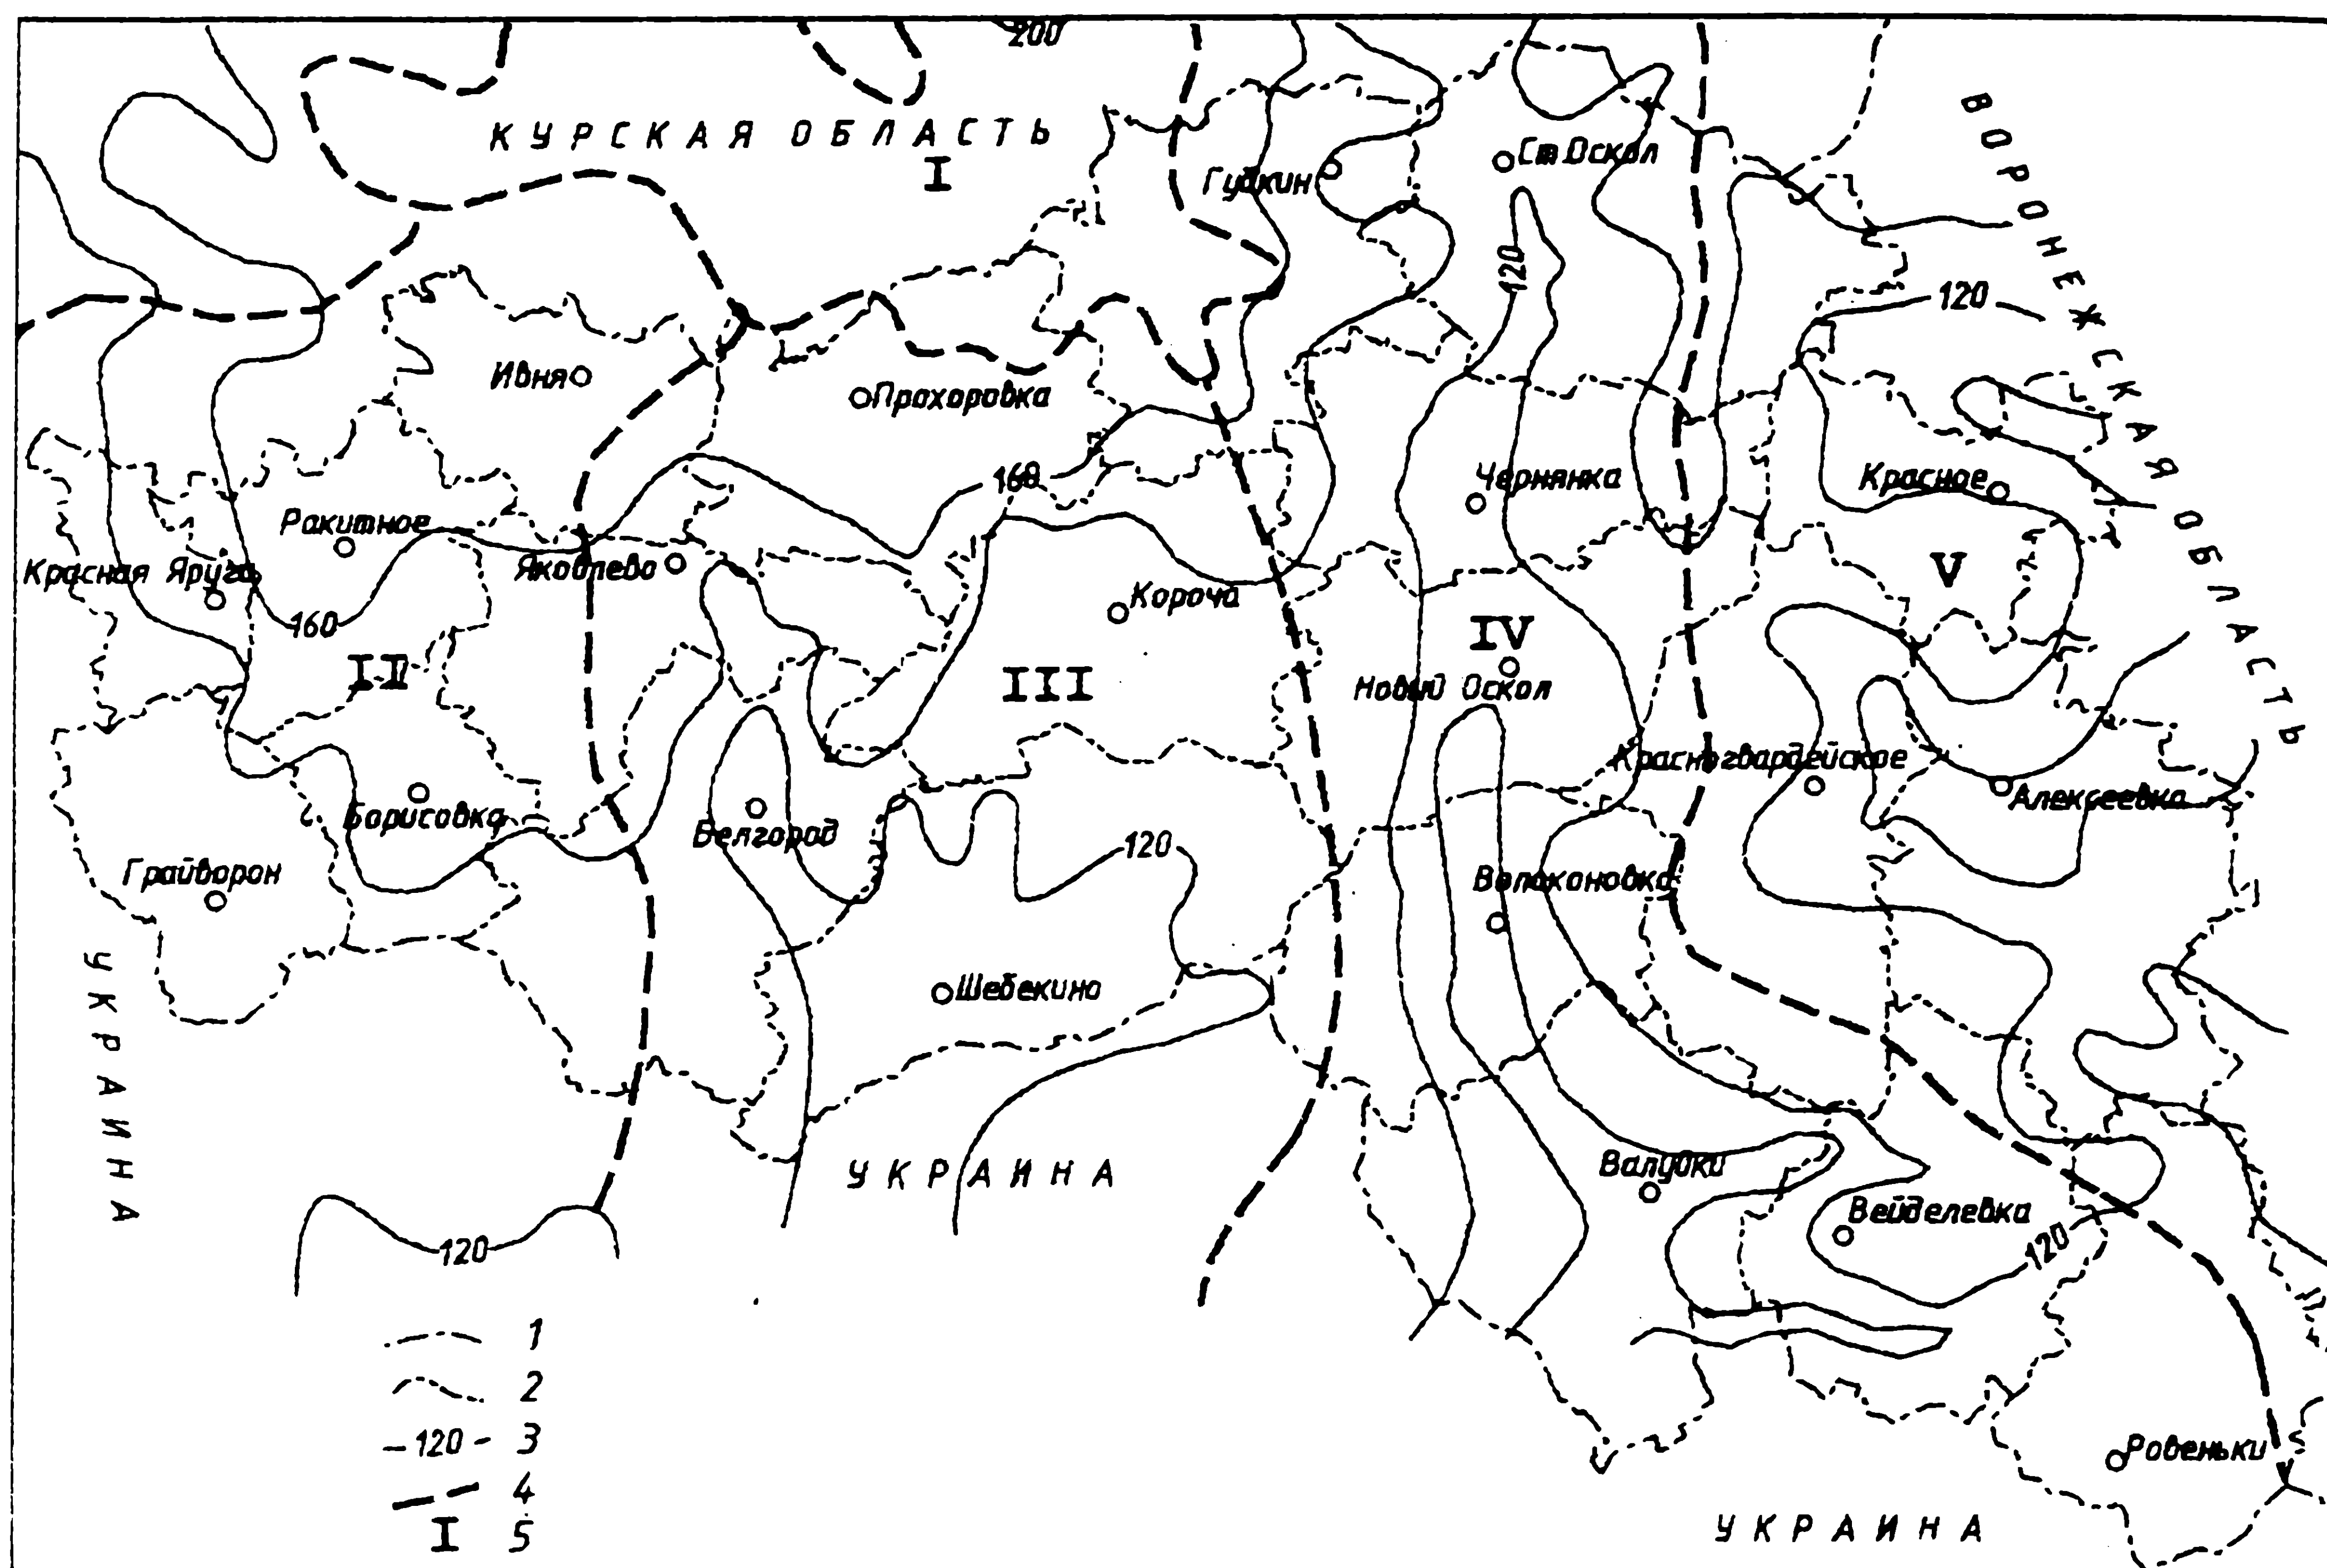 200
КУРСКАЯ ОБЛАСТЬ
I
ВОРОНЕЖСКАЯ ОБЛАСТЬ
Ст.Оскол
Губкин
120
120
Ивня
Прохоровка
160
Чернянка
Красное
Ракитное
Красная Яруга
Яковлево
V
Короча
160
IV
II
III
Новый Оскол
Красногвардейское
Алексеевка
Борисовка
Белгород
120
Грайворон
Волоконовка
УКРАИНА
Шебекино
УКРАИНА
Валуйки
Вейделевка
120
120
1
2
-120- 3
4
I 5
Ровеньки
УКРАИНА